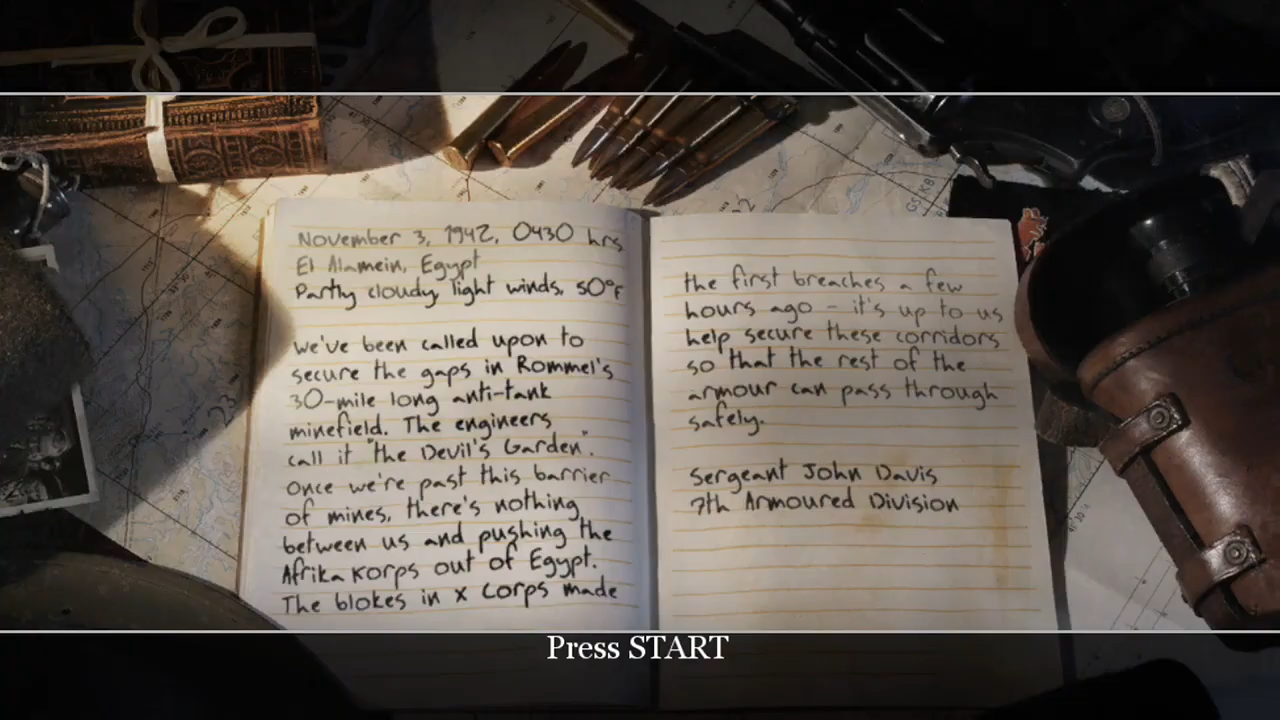 November 3, 1942, 0430 hrs
El Alamein, Egypt
Partly cloudy, light winds, 50°F
We've been called upon to
secure the gaps in Rommel's
30-mile long anti-tank
minefield. The engineers
call it "the Devil's Garden".
Once we're past this barrier
of mines, there's nothing
between us and pushing the
Afrika Korps out of Egypt.
The blokes in X Corps made
the first breaches a few
hours ago - it's up to us
help secure these corridors
so that the rest of the
armour can pass through
safely.
Sergeant John Davis
7th Armoured Division
Press START